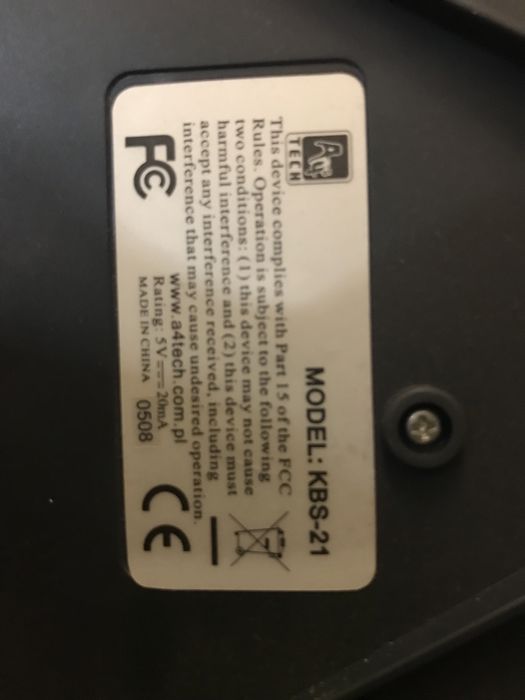 A4
TECH
MODEL: KBS-21
This device complies with Part 15 of the FCC
Rules. Operation is subject to the following
two conditions: (1) this device may not cause
harmful interference and (2) this device must
accept any interference received, including
interference that may cause undesired operation.
www.a4tech.com.pl
Rating: 5V⎓20mA
MADE IN CHINA 0508
FC
CE